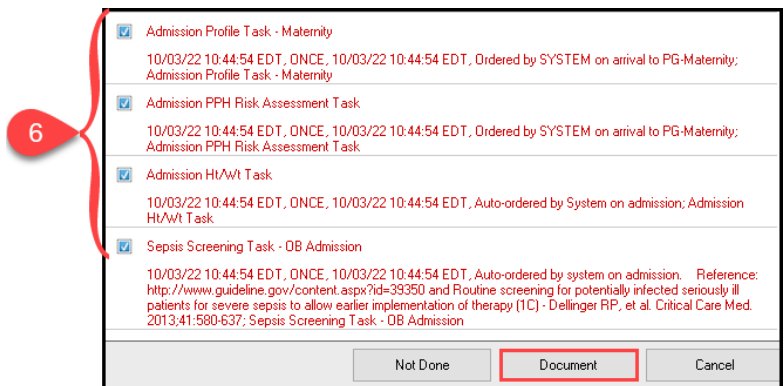 6
Admission Profile Task - Maternity
10/03/22 10:44:54 EDT, ONCE, 10/03/22 10:44:54 EDT, Ordered by SYSTEM on arrival to PG-Maternity;
Admission Profile Task - Maternity
Admission PPH Risk Assessment Task
10/03/22 10:44:54 EDT, ONCE, 10/03/22 10:44:54 EDT, Ordered by SYSTEM on arrival to PG-Maternity;
Admission PPH Risk Assessment Task
Admission Ht/Wt Task
10/03/22 10:44:54 EDT, ONCE, 10/03/22 10:44:54 EDT, Auto-ordered by System on admission; Admission
Ht/Wt Task
Sepsis Screening Task - OB Admission
10/03/22 10:44:54 EDT, ONCE, 10/03/22 10:44:54 EDT, Auto-ordered by system on admission. Reference:
http://www.guideline.gov/content.aspx?id=39350 and Routine screening for potentially infected seriously ill
patients for severe sepsis to allow earlier implementation of therapy (1C) - Dellinger RP, et al. Critical Care Med.
2013;41:580-637; Sepsis Screening Task - OB Admission
Not Done Document Cancel